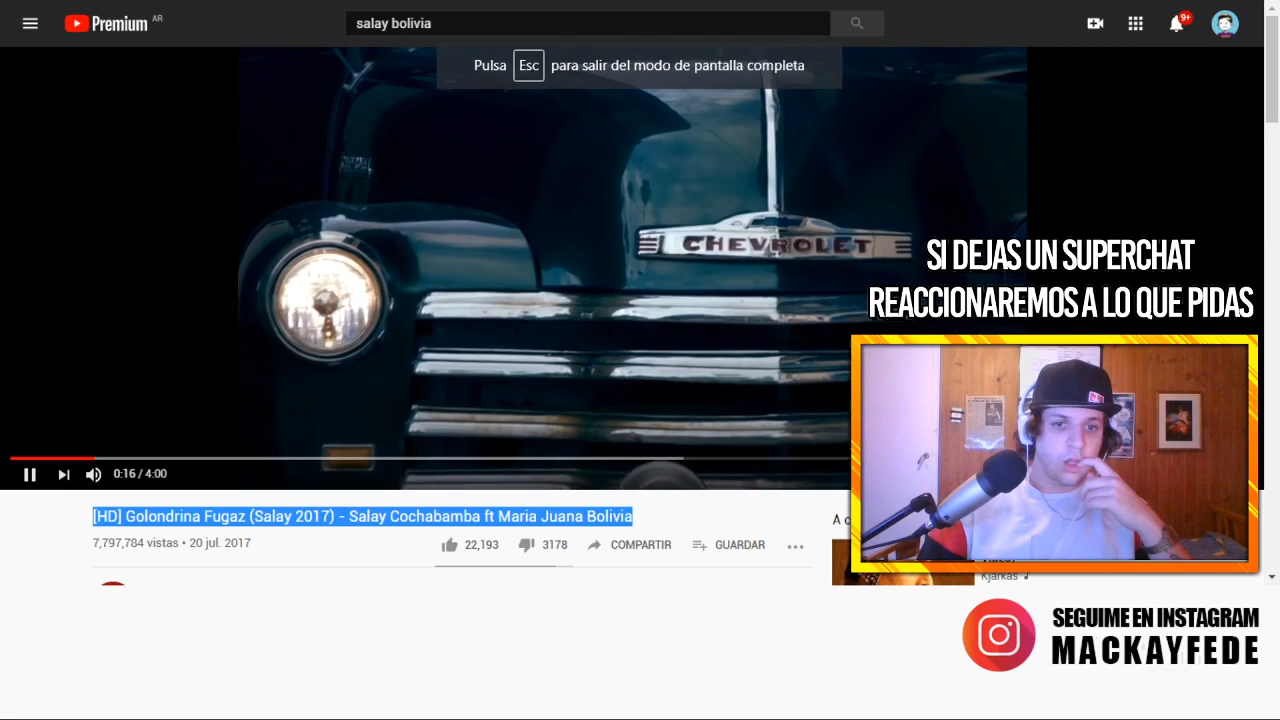 Premium AR
salay bolivia
9+
Pulsa Esc para salir del modo de pantalla completa
CHEVROLET
SI DEJAS UN SUPERCHAT
REACCIONAREMOS A LO QUE PIDAS
0:16 / 4:00
[HD] Golondrina Fugaz (Salay 2017) - Salay Cochabamba ft Maria Juana Bolivia
7,797,784 vistas • 20 jul. 2017
22,193
3178
COMPARTIR
GUARDAR
A c
Kjarkas
SEGUIME EN INSTAGRAM
MACKAYFEDE